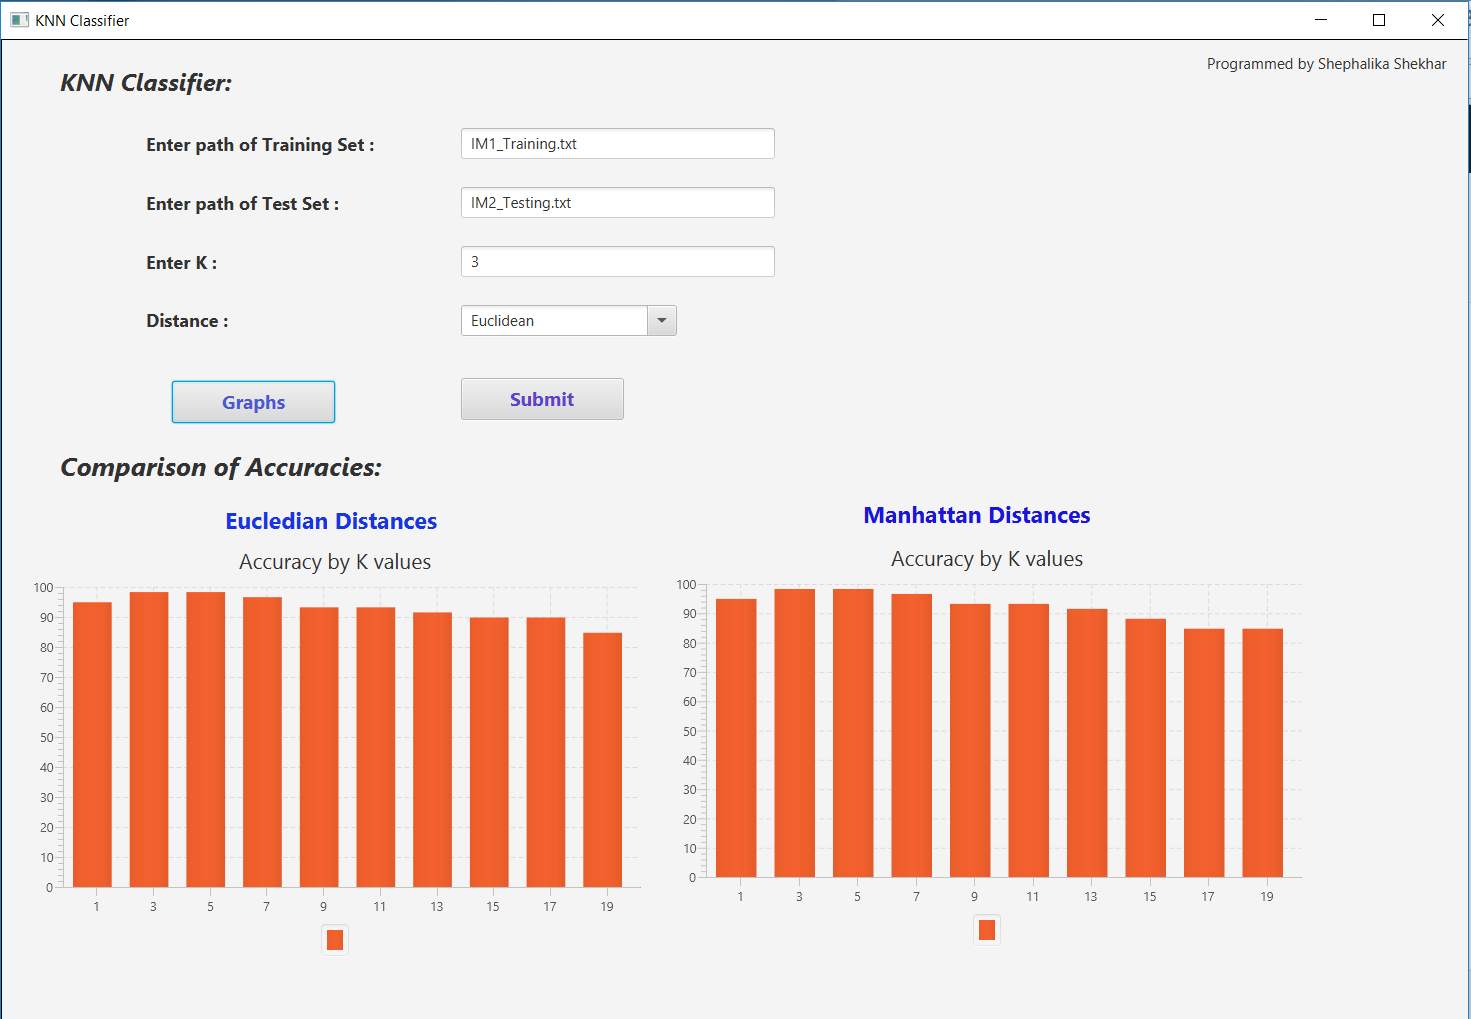 KNN Classifier
Programmed by Shephalika Shekhar
KNN Classifier:
Enter path of Training Set : IM1_Training.txt
Enter path of Test Set : IM2_Testing.txt
Enter K : 3
Distance : Euclidean
Graphs Submit
Comparison of Accuracies:
Eucledian Distances
Accuracy by K values
100
90
80
70
60
50
40
30
20
10
0
1 3 5 7 9 11 13 15 17 19
Manhattan Distances
Accuracy by K values
100
90
80
70
60
50
40
30
20
10
0
1 3 5 7 9 11 13 15 17 19